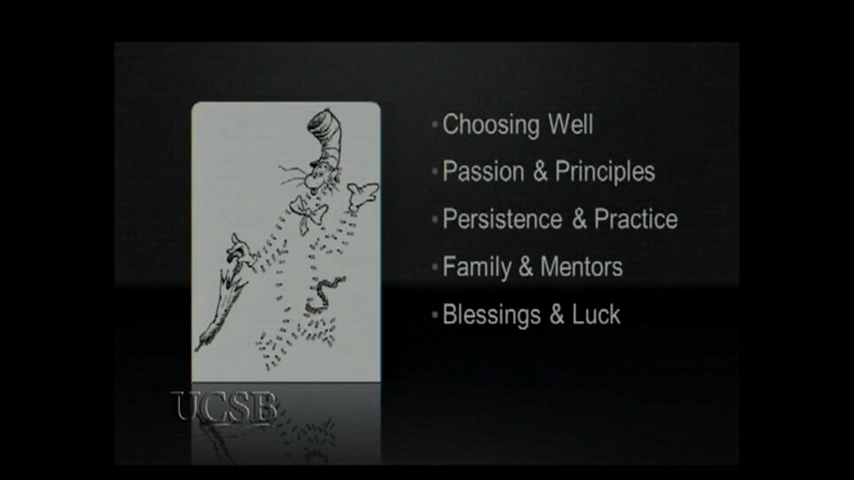 • Choosing Well
• Passion & Principles
• Persistence & Practice
• Family & Mentors
• Blessings & Luck
UCSB